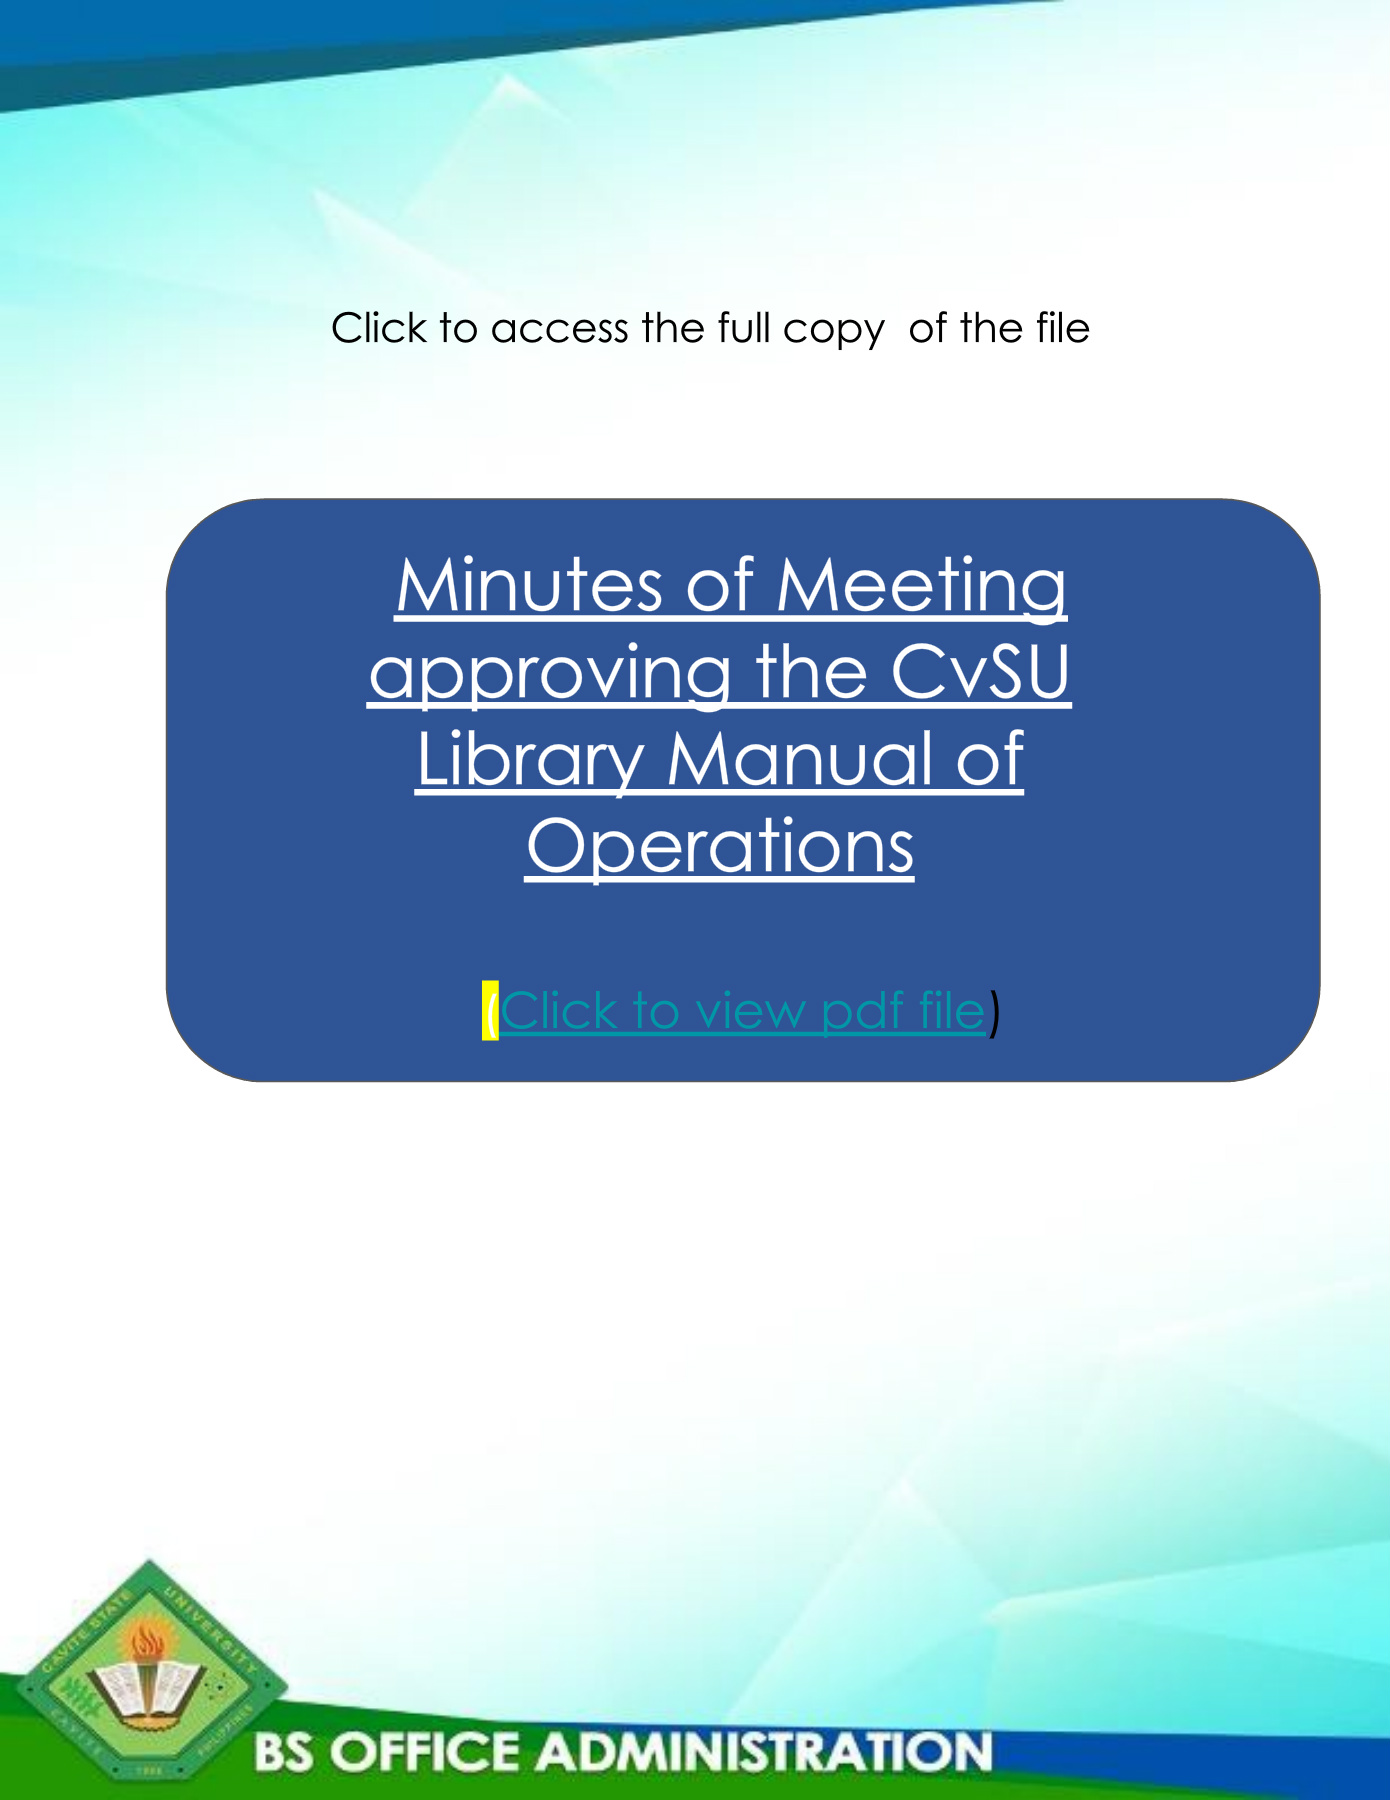 Click to access the full copy  of the file
Minutes of Meeting
approving the CvSU
Library Manual of
Operations
(Click to view pdf file)
CAVITE STATE
UNIVERSITY
CAVITE
PHILIPPINES
BS OFFICE ADMINISTRATION